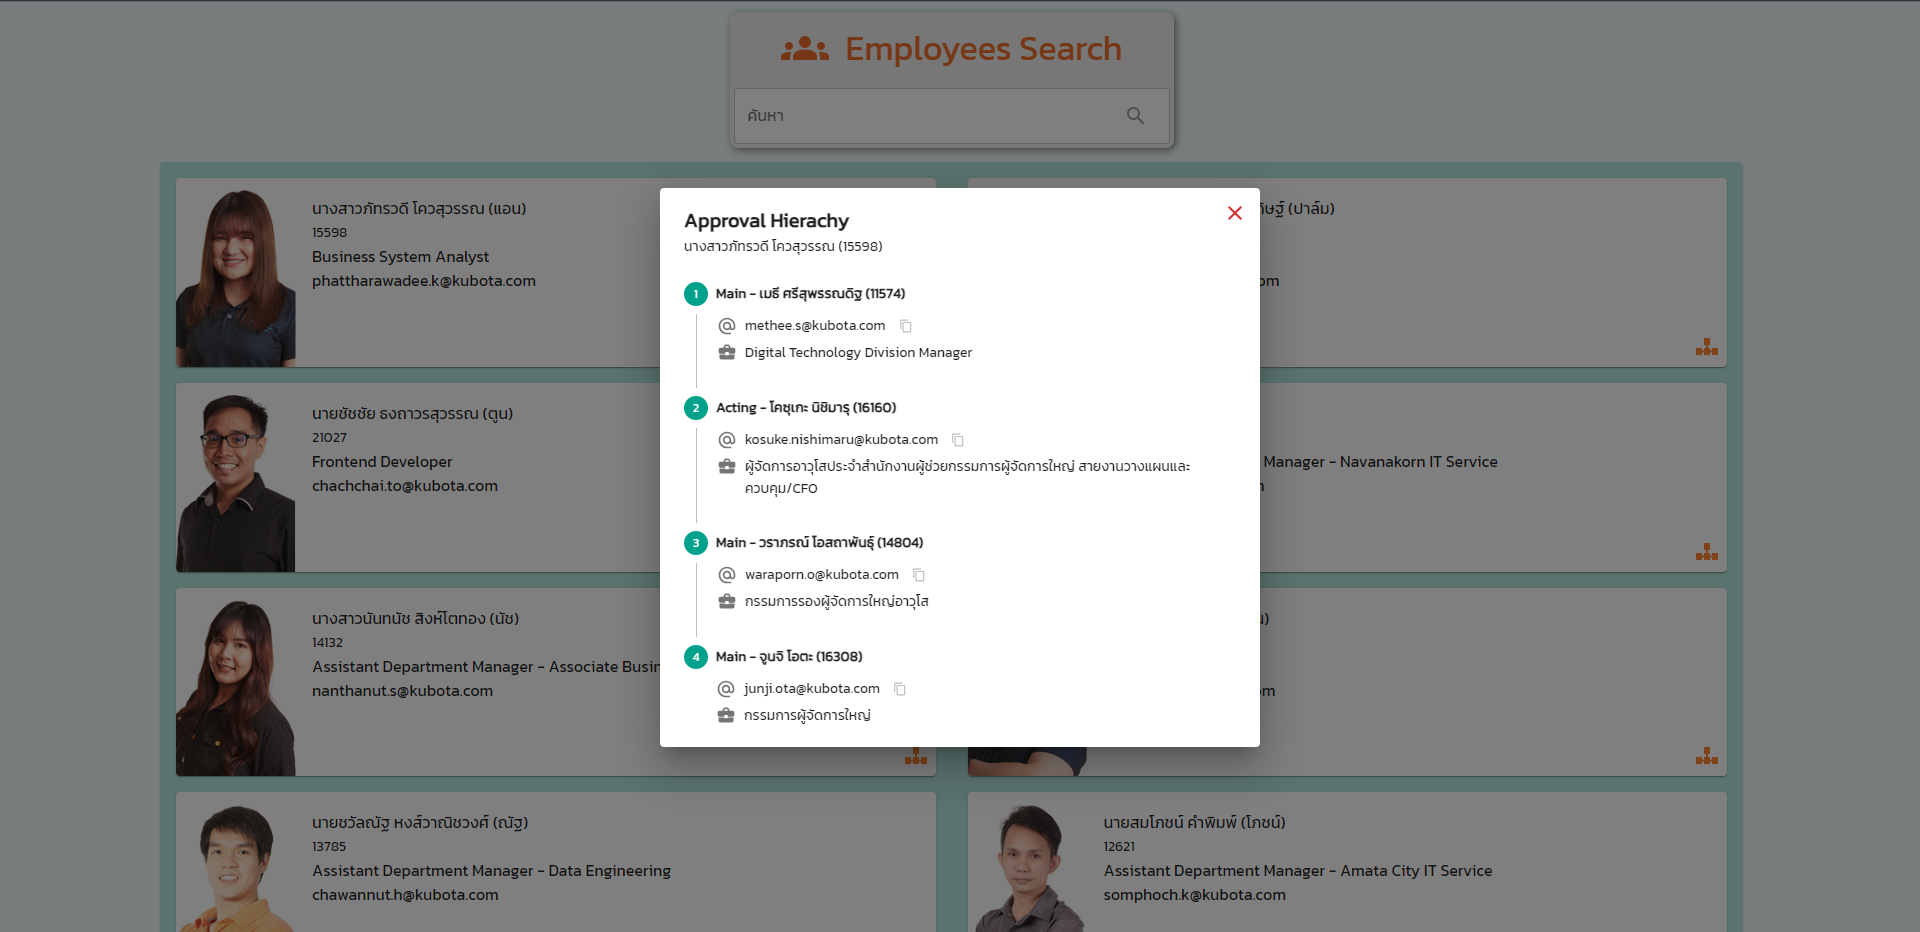 Employees Search
ค้นหา
นางสาวภัทรวดี โควสุวรรณ (แอน)
15598
Business System Analyst
phattharawadee.k@kubota.com
(ปาล์ม)
นายชัชชัย ธงถาวรสุวรรณ (ตูน)
21027
Frontend Developer
chachchai.to@kubota.com
Manager - Navanakorn IT Service
นางสาวนันทนัช สิงห์โตทอง (นัช)
14132
Assistant Department Manager - Associate
nanthanut.s@kubota.com
Approval Hierachy
นางสาวภัทรวดี โควสุวรรณ (15598)
1 Main - เมธี ศรีสุพรรณดิฐ (11574)
methee.s@kubota.com
Digital Technology Division Manager
2 Acting - โคซุเกะ นิชิมารุ (16160)
kosuke.nishimaru@kubota.com
ผู้จัดการอาวุโสประจำสำนักงานผู้ช่วยกรรมการผู้จัดการใหญ่ สายงานวางแผนและ
ควบคุม/CFO
3 Main - วราภรณ์ โอสถาพันธุ์ (14804)
waraporn.o@kubota.com
กรรมการรองผู้จัดการใหญ่อาวุโส
4 Main - จูนจิ โอตะ (16308)
junji.ota@kubota.com
กรรมการผู้จัดการใหญ่
นายชวัลณัฐ หงส์วาณิชวงศ์ (ณัฐ)
13785
Assistant Department Manager - Data Engineering
chawannut.h@kubota.com
นายสมโภชน์ คำพิมพ์ (โภชน์)
12621
Assistant Department Manager - Amata City IT Service
somphoch.k@kubota.com